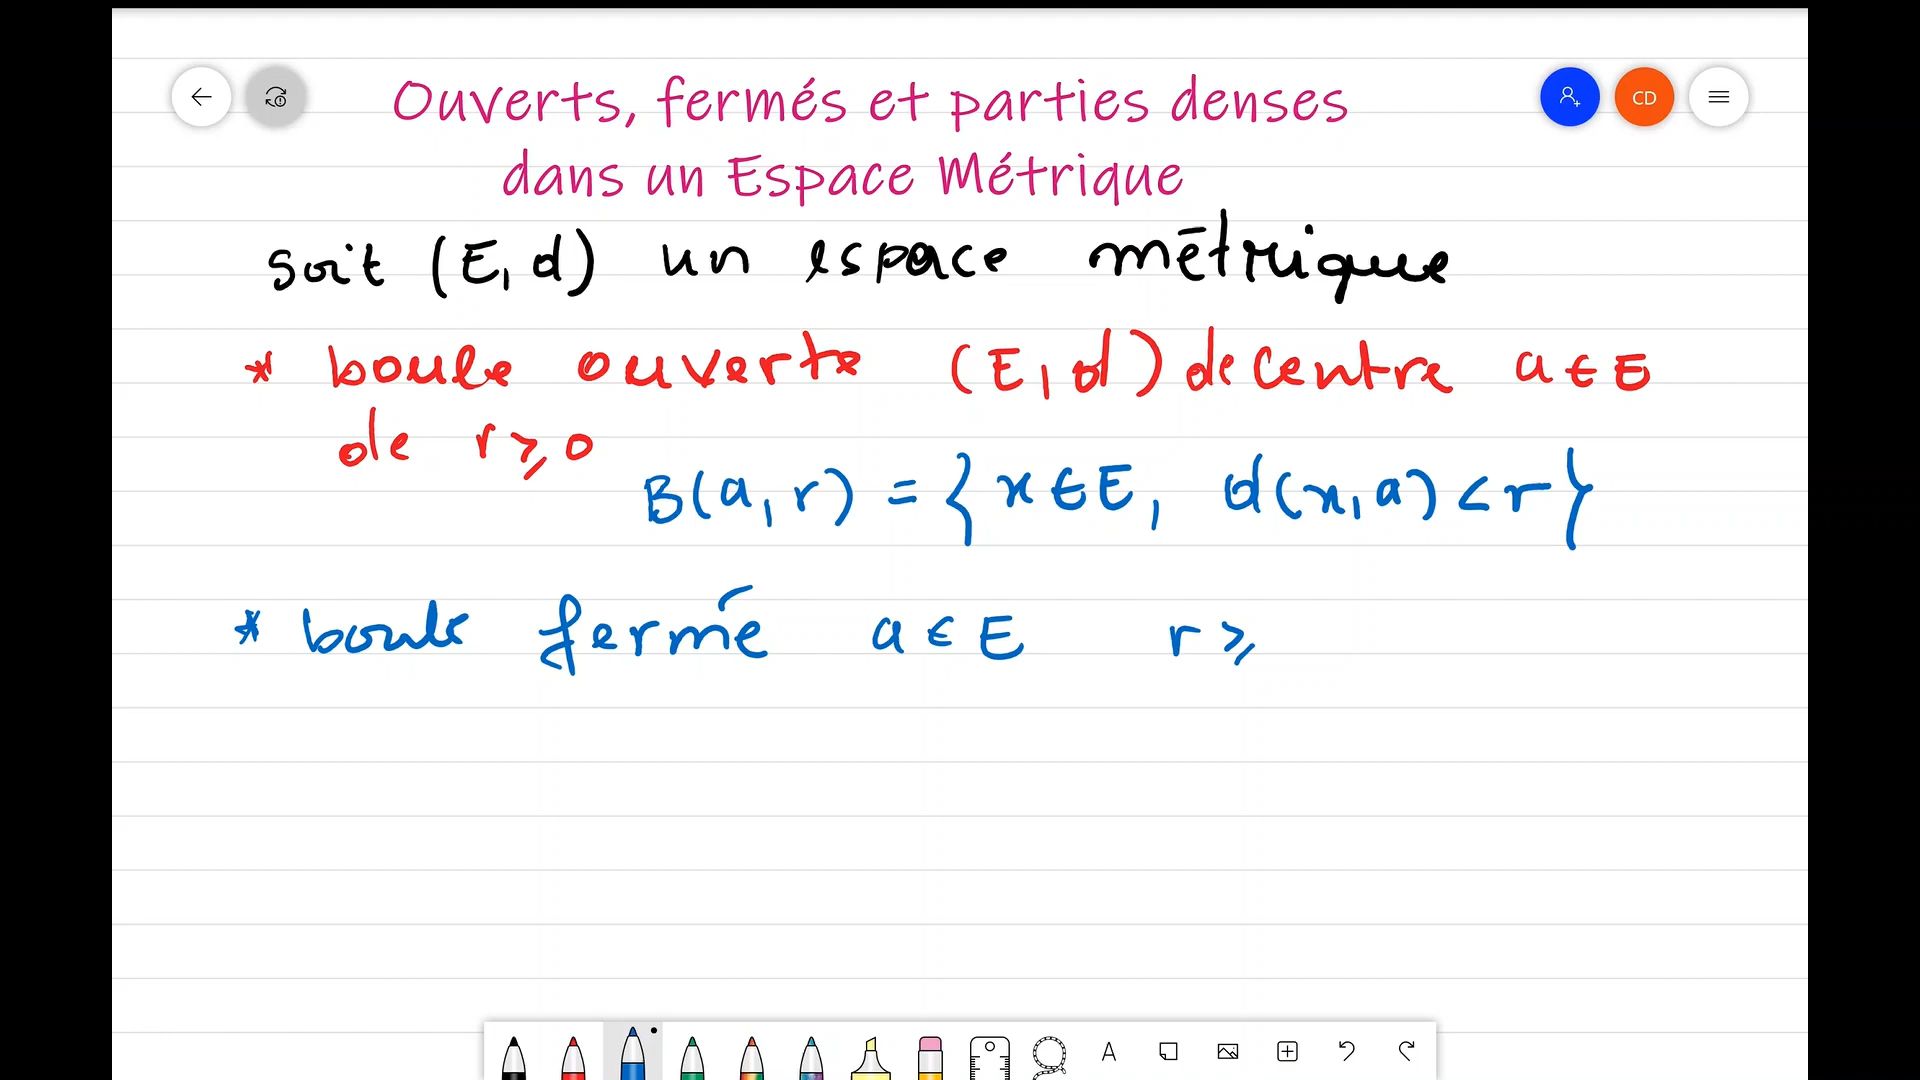 Ouverts, fermés et parties denses
CD
dans un Espace Métrique
soit (E, d) un espace métrique
* boule ouverte (E, d) de centre a ∈ E
de r ⩾ 0
B(a, r) = { x ∈ E, d(x, a) < r }
* boule fermé a ∈ E r ⩾
A